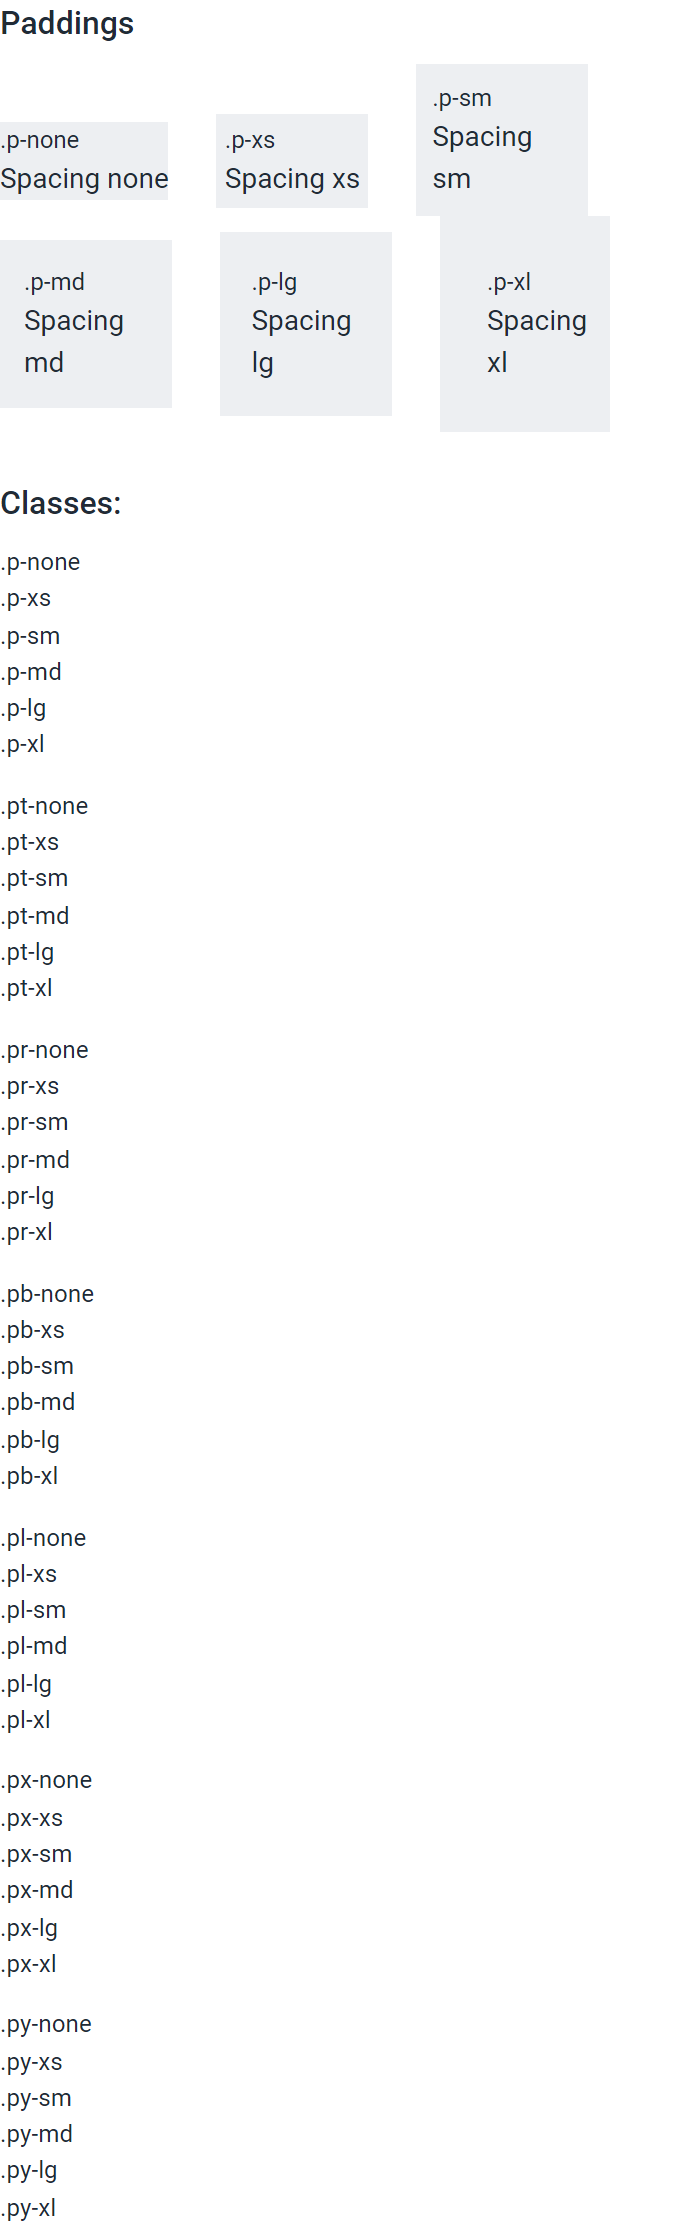 Paddings
.p-none
Spacing none
.p-xs
Spacing xs
.p-sm
Spacing
sm
.p-md
Spacing
md
.p-lg
Spacing
lg
.p-xl
Spacing
xl
Classes:
.p-none
.p-xs
.p-sm
.p-md
.p-lg
.p-xl
.pt-none
.pt-xs
.pt-sm
.pt-md
.pt-lg
.pt-xl
.pr-none
.pr-xs
.pr-sm
.pr-md
.pr-lg
.pr-xl
.pb-none
.pb-xs
.pb-sm
.pb-md
.pb-lg
.pb-xl
.pl-none
.pl-xs
.pl-sm
.pl-md
.pl-lg
.pl-xl
.px-none
.px-xs
.px-sm
.px-md
.px-lg
.px-xl
.py-none
.py-xs
.py-sm
.py-md
.py-lg
.py-xl